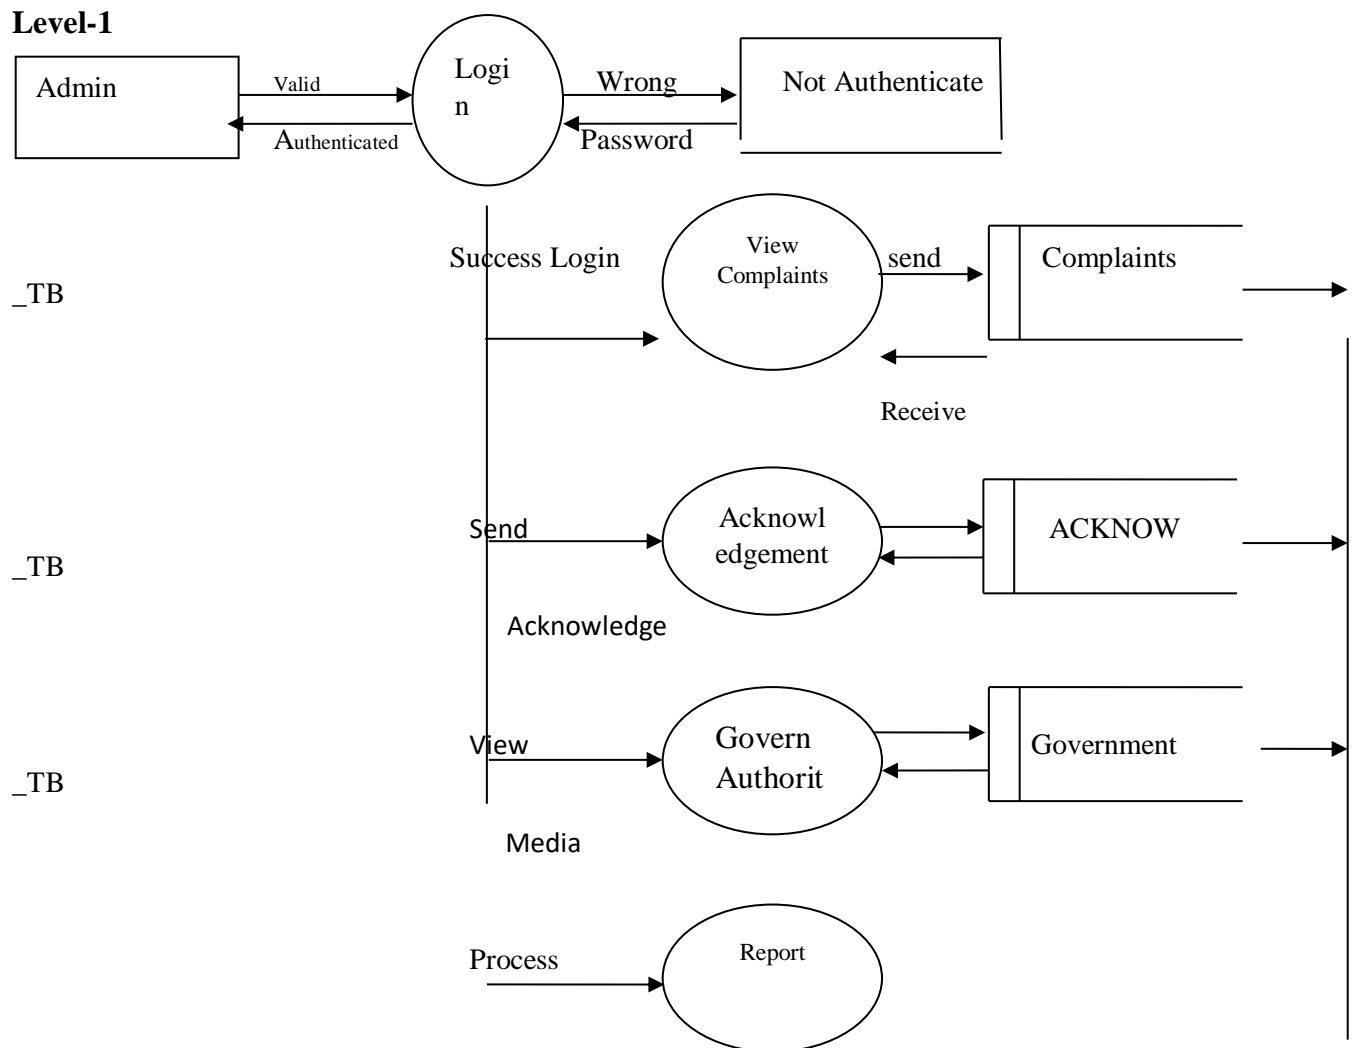 Level-1
Admin
Valid
Authenticated
Logi
n
Wrong
Password
Not Authenticate
Success Login
View
Complaints
send
Complaints
_TB
Receive
Send
Acknowl
edgement
ACKNOW
_TB
Acknowledge
View
Govern
Authorit
Government
_TB
Media
Process
Report